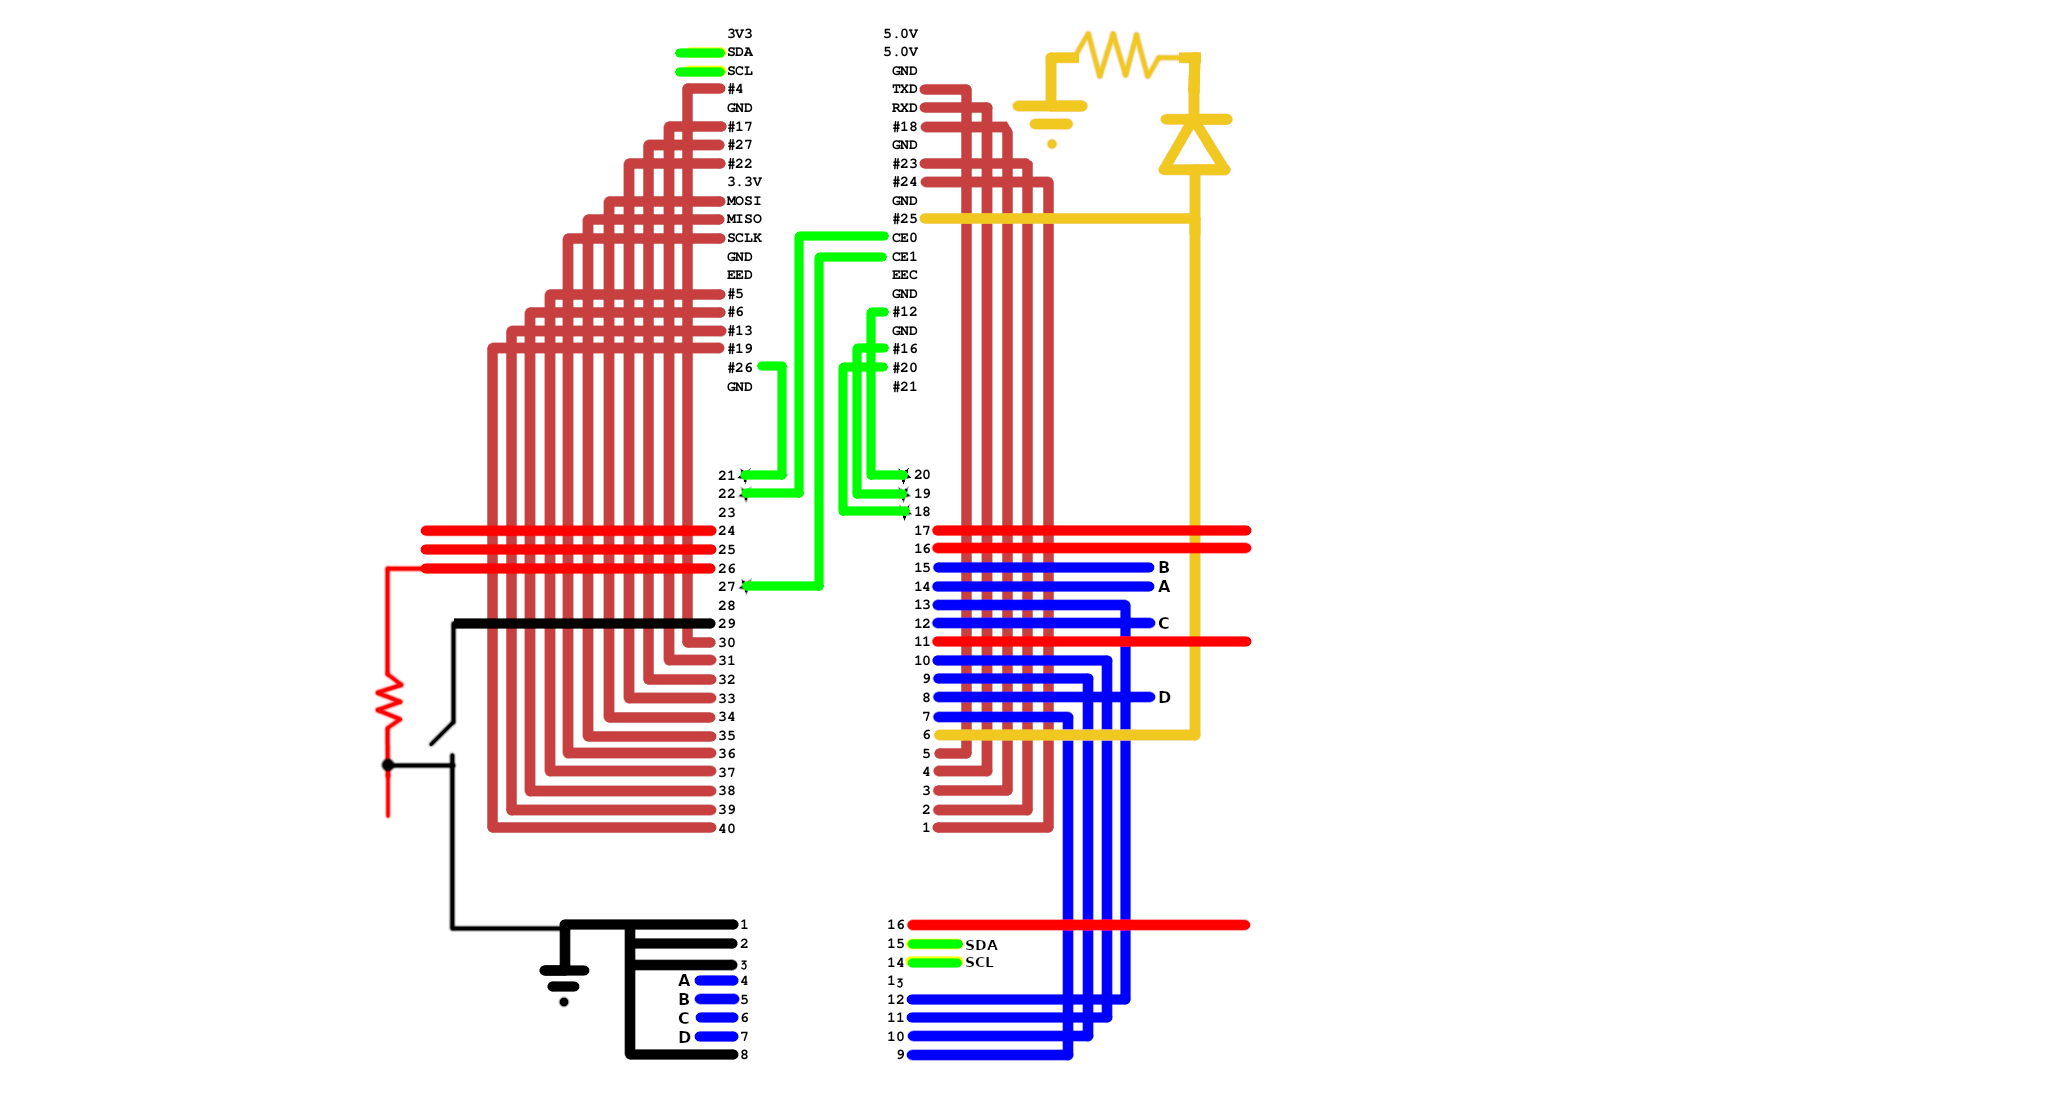 3V3 5.0V
SDA 5.0V
SCL GND
#4 TXD
GND RXD
#17 #18
#27 GND
#22 #23
3.3V #24
MOSI GND
MISO #25
SCLK CE0
GND CE1
EED EEC
#5 GND
#6 #12
#13 GND
#19 #16
#26 #20
GND #21
21 20
22 19
23 18
24 17
25 16
26 15 B
27 14 A
28 13
29 12 C
30 11
31 10
32 9
33 8 D
34 7
35 6
36 5
37 4
38 3
39 2
40 1
1 16
2 15 SDA
3 14 SCL
A 4 13
B 5 12
C 6 11
D 7 10
8 9